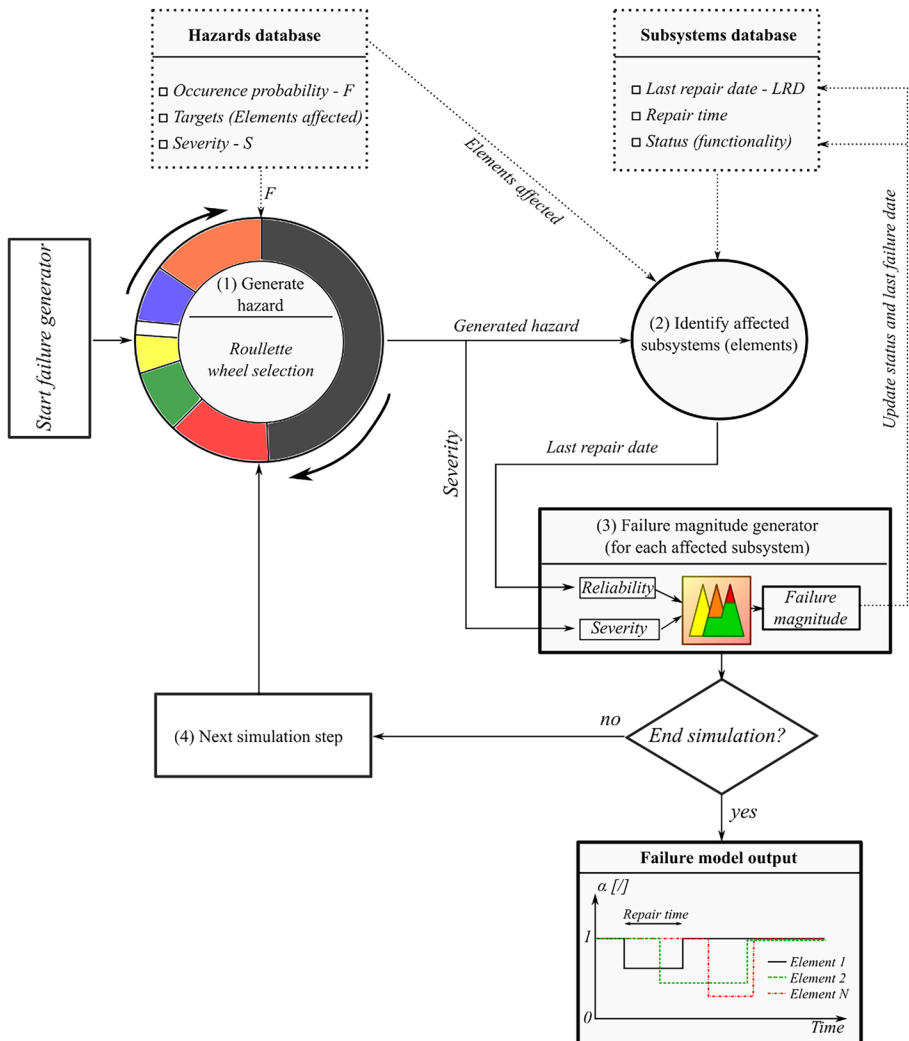 Hazards database
Occurence probability - F
Targets (Elements affected)
Severity - S
Subsystems database
Last repair date - LRD
Repair time
Status (functionality)
Elements affected
F
Start failure generator
(1) Generate
hazard
Roullette
wheel selection
Generated hazard
(2) Identify affected
subsystems (elements)
Update status and last failure date
Last repair date
Severity
(3) Failure magnitude generator
(for each affected subsystem)
Reliability
Severity
Failure
magnitude
(4) Next simulation step
no
End simulation?
yes
Failure model output
α [/]
Repair time
1
Element 1
Element 2
Element N
0
Time